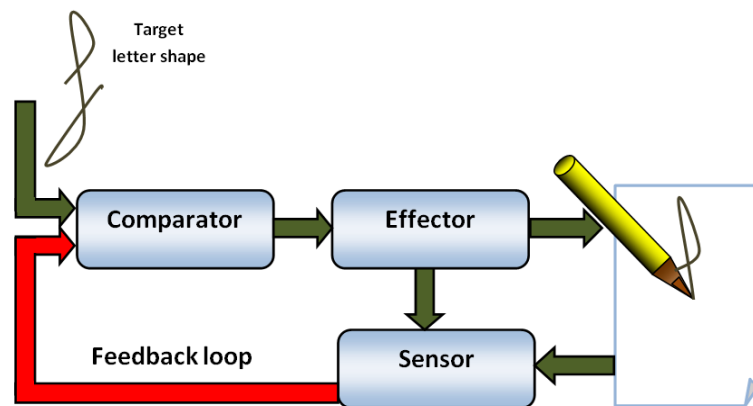 Target
letter shape
Comparator
Effector
Feedback loop
Sensor